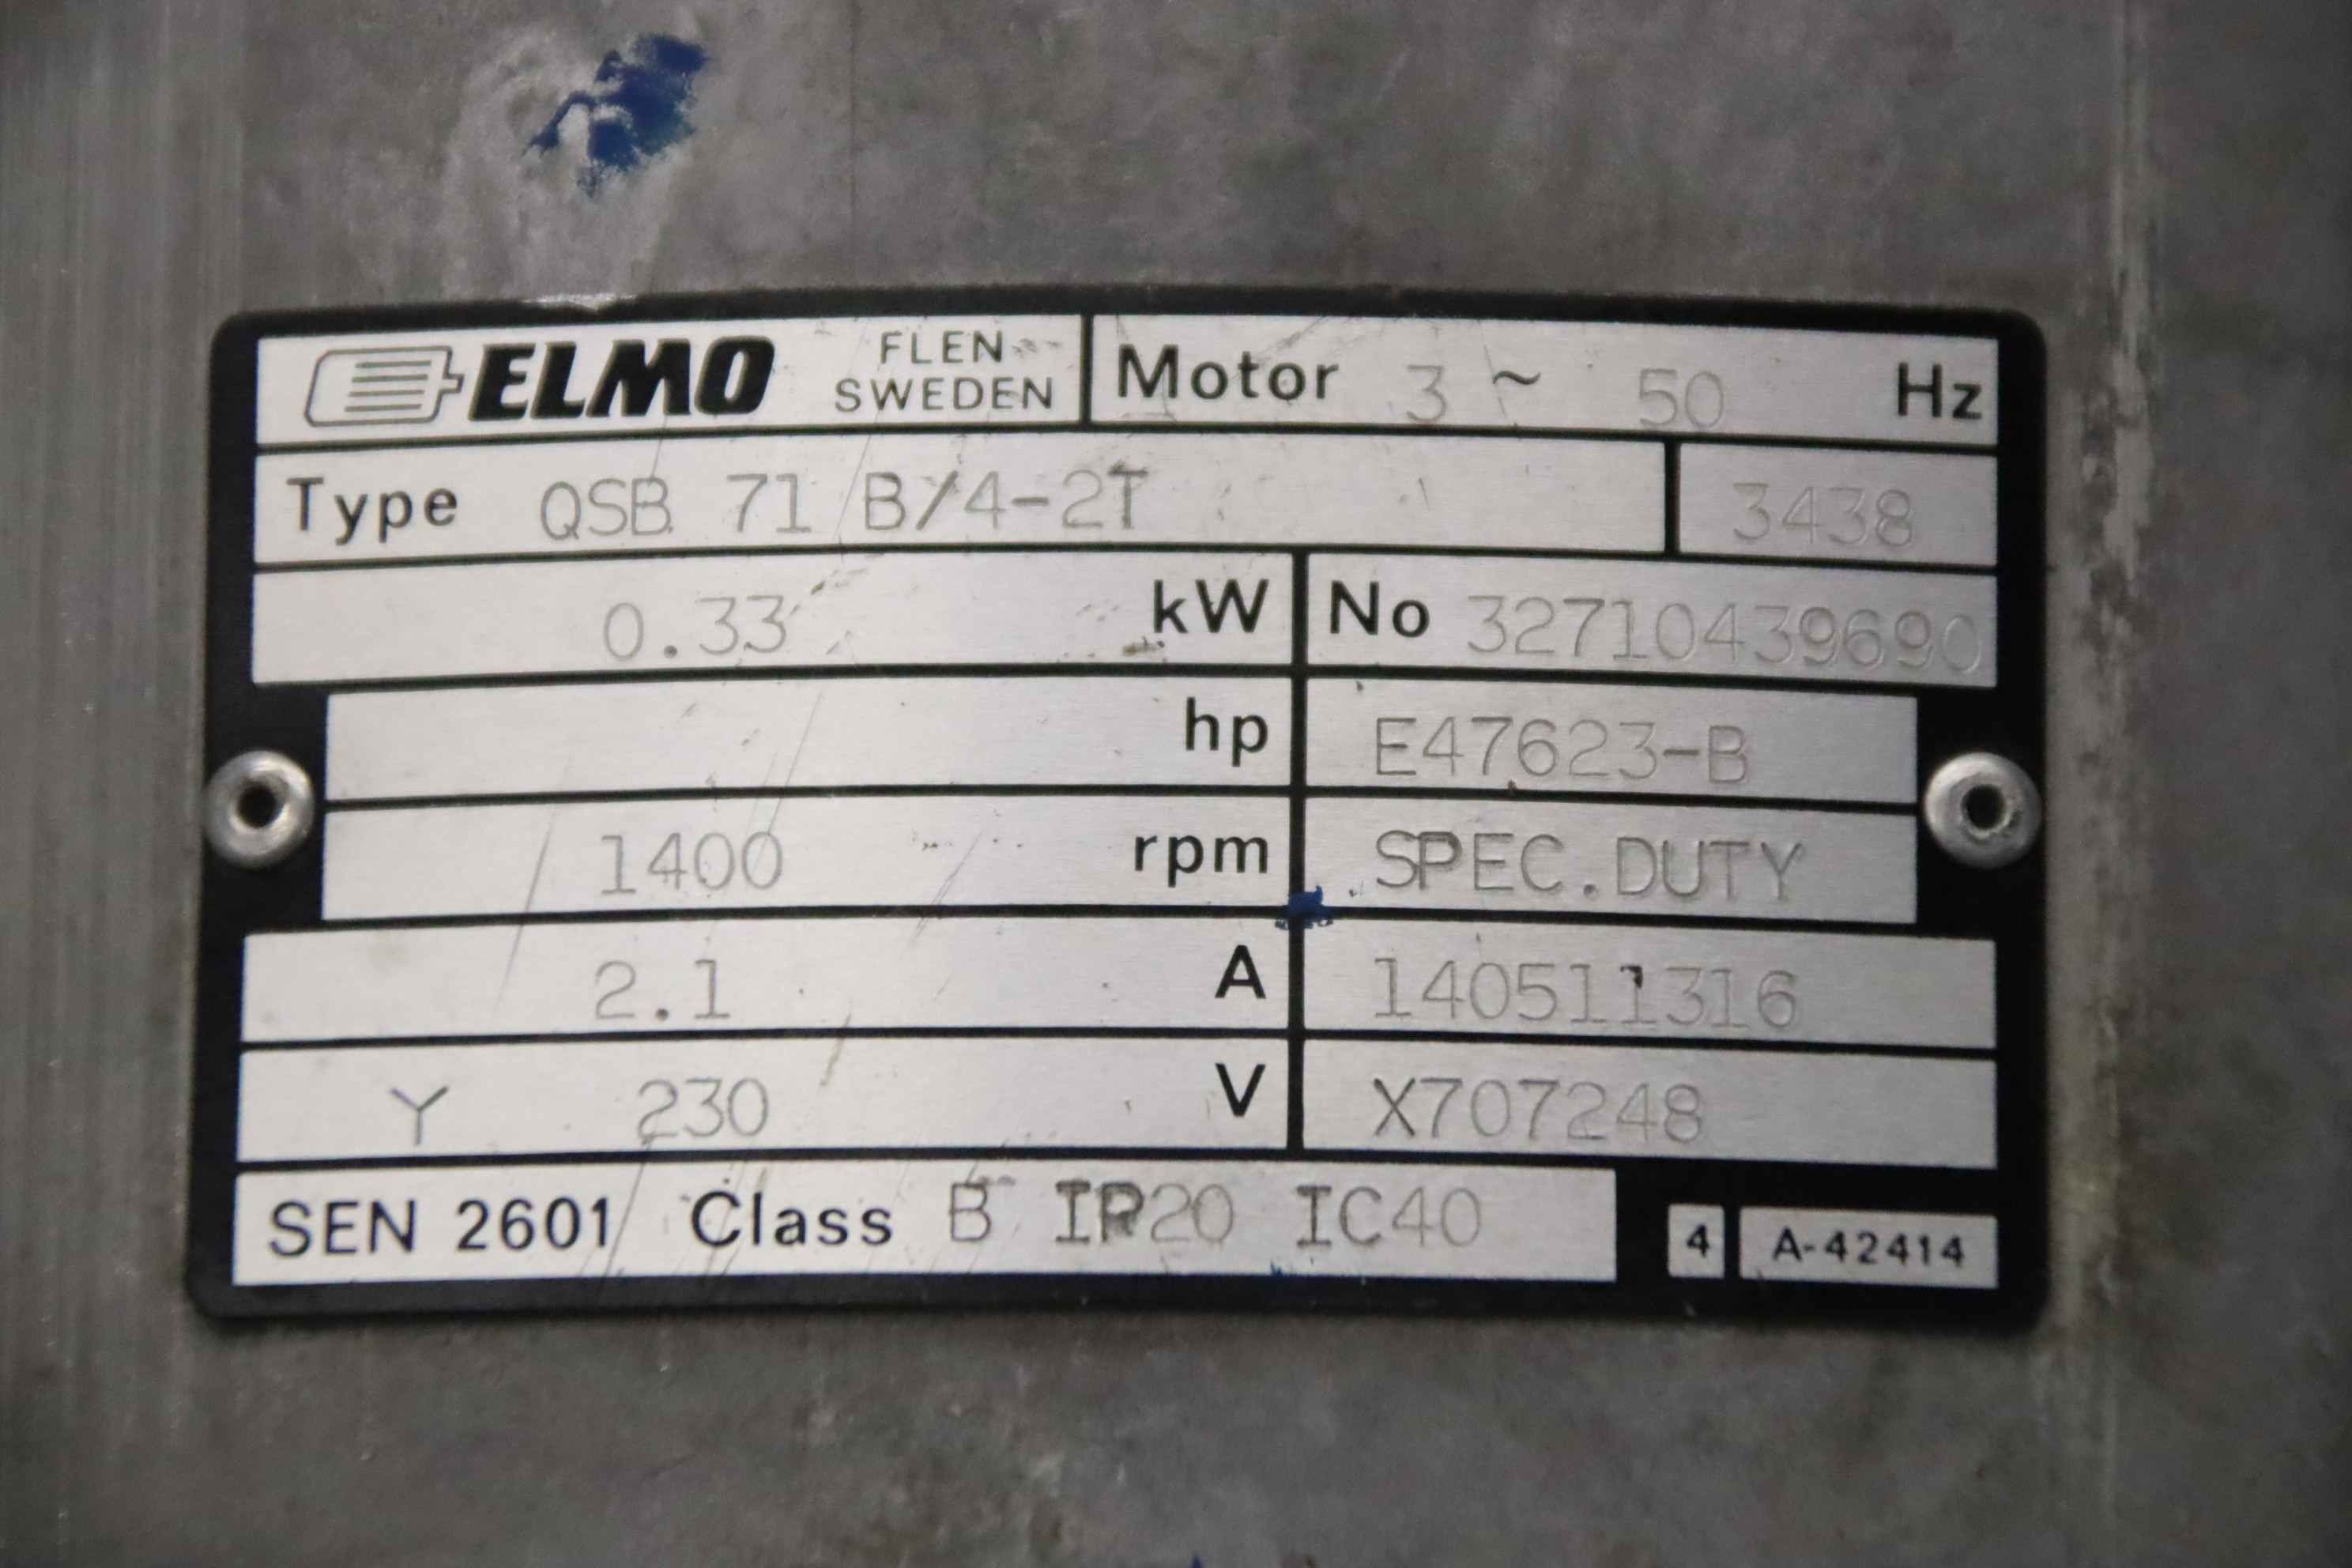 ELMO FLEN SWEDEN Motor 3 ~ 50 Hz
Type QSB 71 B/4-2T 3438
0.33 kW No 32710439690
hp E47623-B
1400 rpm SPEC.DUTY
2.1 A 140511316
Y 230 V X707248
SEN 2601 Class B IP20 IC40 4 A-42414